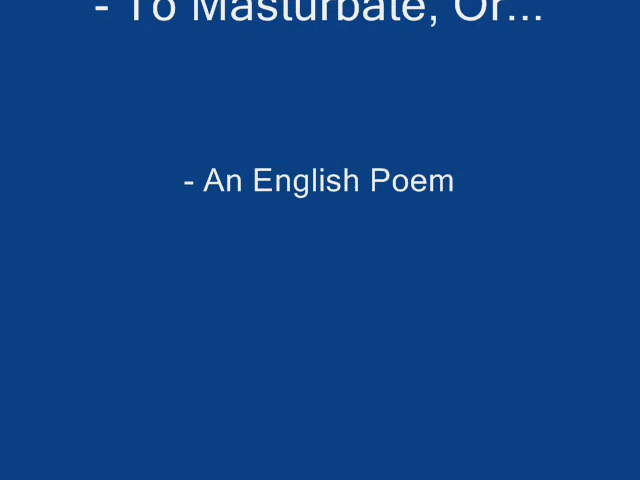 - To Masturbate, Or...
- An English Poem